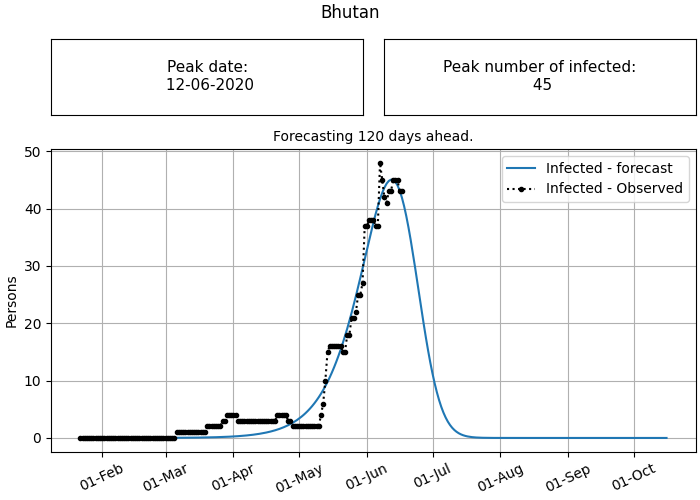 Bhutan
Peak date:
12-06-2020
Peak number of infected:
45
Forecasting 120 days ahead.
Infected - forecast
Infected - Observed
Persons
50
40
30
20
10
0
01-Feb
01-Mar
01-Apr
01-May
01-Jun
01-Jul
01-Aug
01-Sep
01-Oct